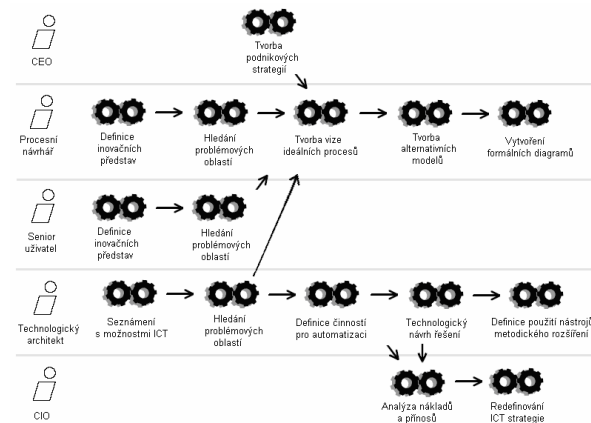 CEO
Tvorba
podnikových
strategií
Procesní
návrhář
Definice
inovačních
představ
Hledání
problémových
oblastí
Tvorba vize
ideálních procesů
Tvorba
alternativních
modelů
Vytvoření
formálních diagramů
Senior
uživatel
Definice
inovačních
představ
Hledání
problémových
oblastí
Technologický
architekt
Seznámení
s možnostmi ICT
Hledání
problémových
oblastí
Definice činností
pro automatizaci
Technologický
návrh řešení
Definice použití nástrojů
metodického rozšíření
CIO
Analýza nákladů
a přínosů
Redefinování
ICT strategie